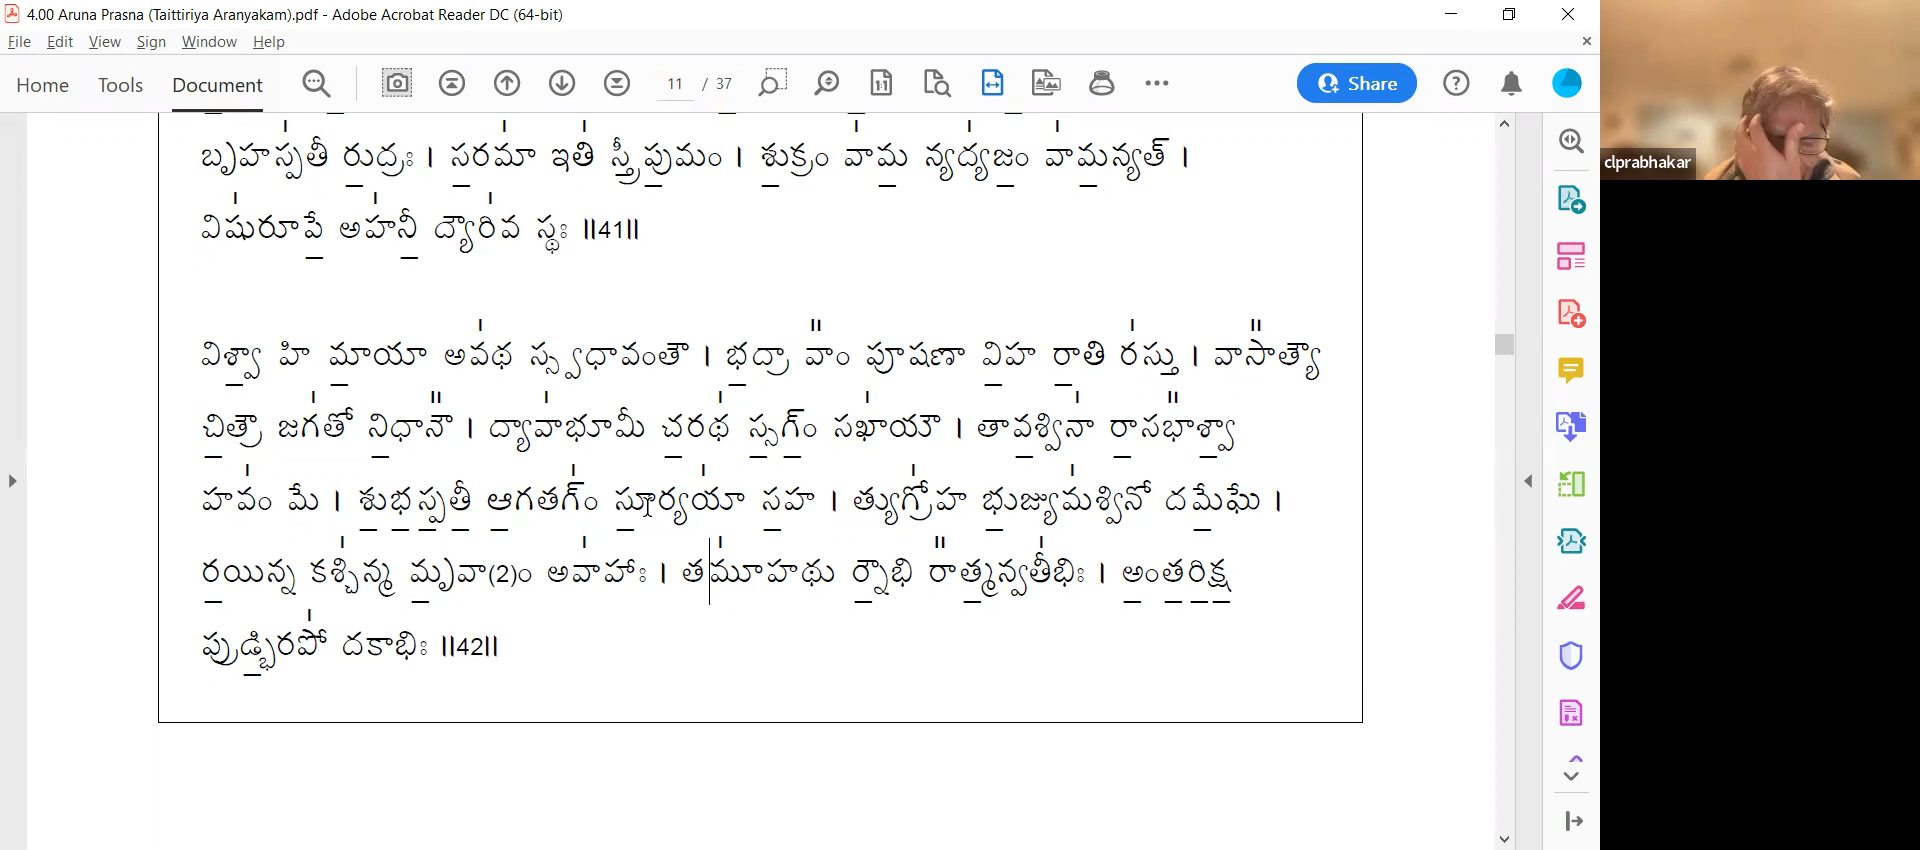 4.00 Aruna Prasna (Taittiriya Aranyakam).pdf - Adobe Acrobat Reader DC (64-bit)
File Edit View Sign Window Help
Home Tools Document 11 / 37 Share
clprabhakar
బృహస్పతీ రుద్రః । సరమా ఇతి స్త్రీపుమం । శుక్రం వామ న్యద్యజం వామన్యత్ ।
విషురూపే అహనీ ద్యౌరివ స్థః ॥41॥
విశ్వా హి మాయా అవథ స్స్వధావంతౌ । భద్రా వాం పూషణా విహ రాతి రస్తు । వాసాత్యౌ
చిత్రౌ జగతో నిధానౌ । ద్యావాభూమీ చరథ స్సగ్ం సఖాయౌ । తావశ్వినా రాసభాశ్వా
హవం మే । శుభస్పతీ ఆగతగ్ం సూర్యయా సహ । త్యుగ్రోహ భుజ్యుమశ్వినో దమేఘే ।
రయిన్న కశ్చిన్మ మృవా(2)ం అవాహాః । తమూహథు ర్నౌభి రాత్మన్వతీభిః । అంతరిక్ష
ప్రుడ్భిరపో దకాభిః ॥42॥